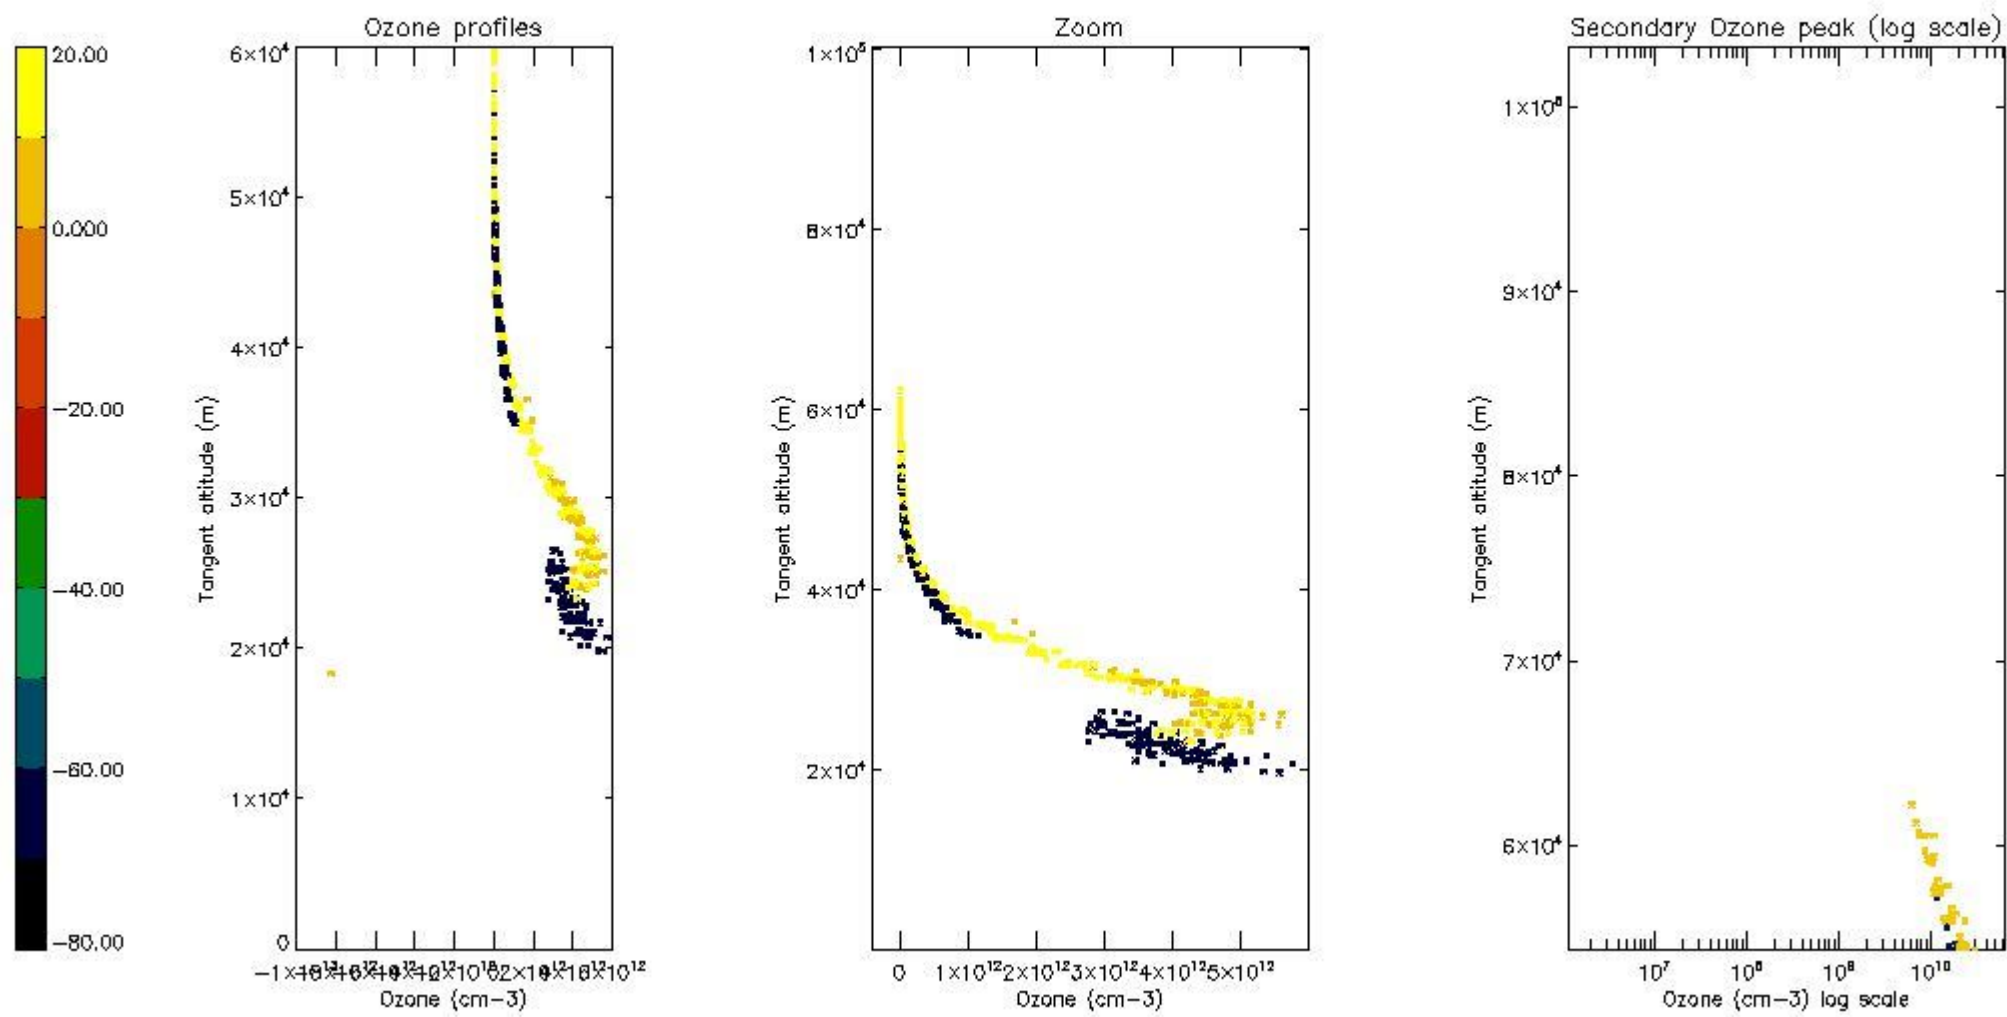 Ozone profiles
Zoom
Secondary Ozone peak (log scale)
20.00
0.000
−20.00
−40.00
−60.00
−80.00
Tangent altitude (m)
6×10⁴
5×10⁴
4×10⁴
3×10⁴
2×10⁴
1×10⁴
0
Ozone (cm−3)
Tangent altitude (m)
1×10⁵
8×10⁴
6×10⁴
4×10⁴
2×10⁴
0 1×10¹² 2×10¹² 3×10¹² 4×10¹² 5×10¹²
Ozone (cm−3)
Tangent altitude (m)
1×10⁵
9×10⁴
8×10⁴
7×10⁴
6×10⁴
10⁷ 10⁸ 10⁹ 10¹⁰
Ozone (cm−3) log scale